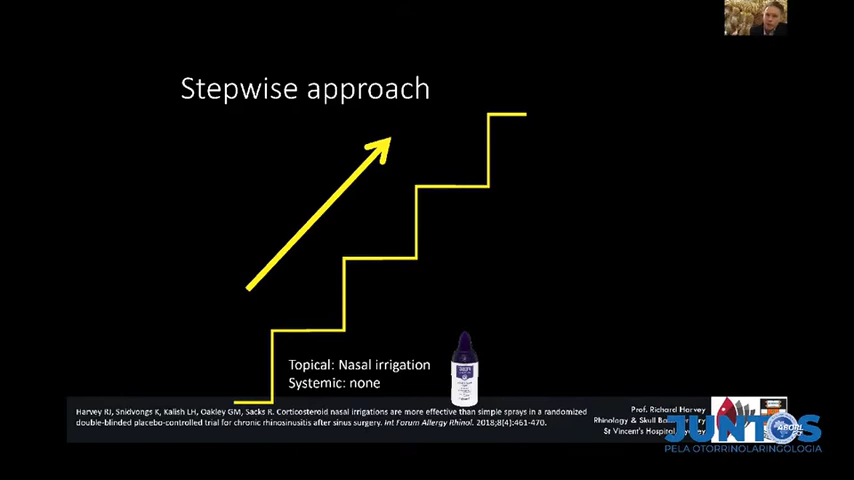 Stepwise approach
Topical: Nasal irrigation
Systemic: none
Harvey RJ, Snidvongs K, Kalish LH, Oakley GM, Sacks R. Corticosteroid nasal irrigations are more effective than simple sprays in a randomized
double-blinded placebo-controlled trial for chronic rhinosinusitis after sinus surgery. Int Forum Allergy Rhinol. 2018;8(4):461-470.
Prof. Richard Harvey
Rhinology & Skull
St Vincent's Hospital,
JUNTOS
PELA OTORRINOLARINGOLOGIA